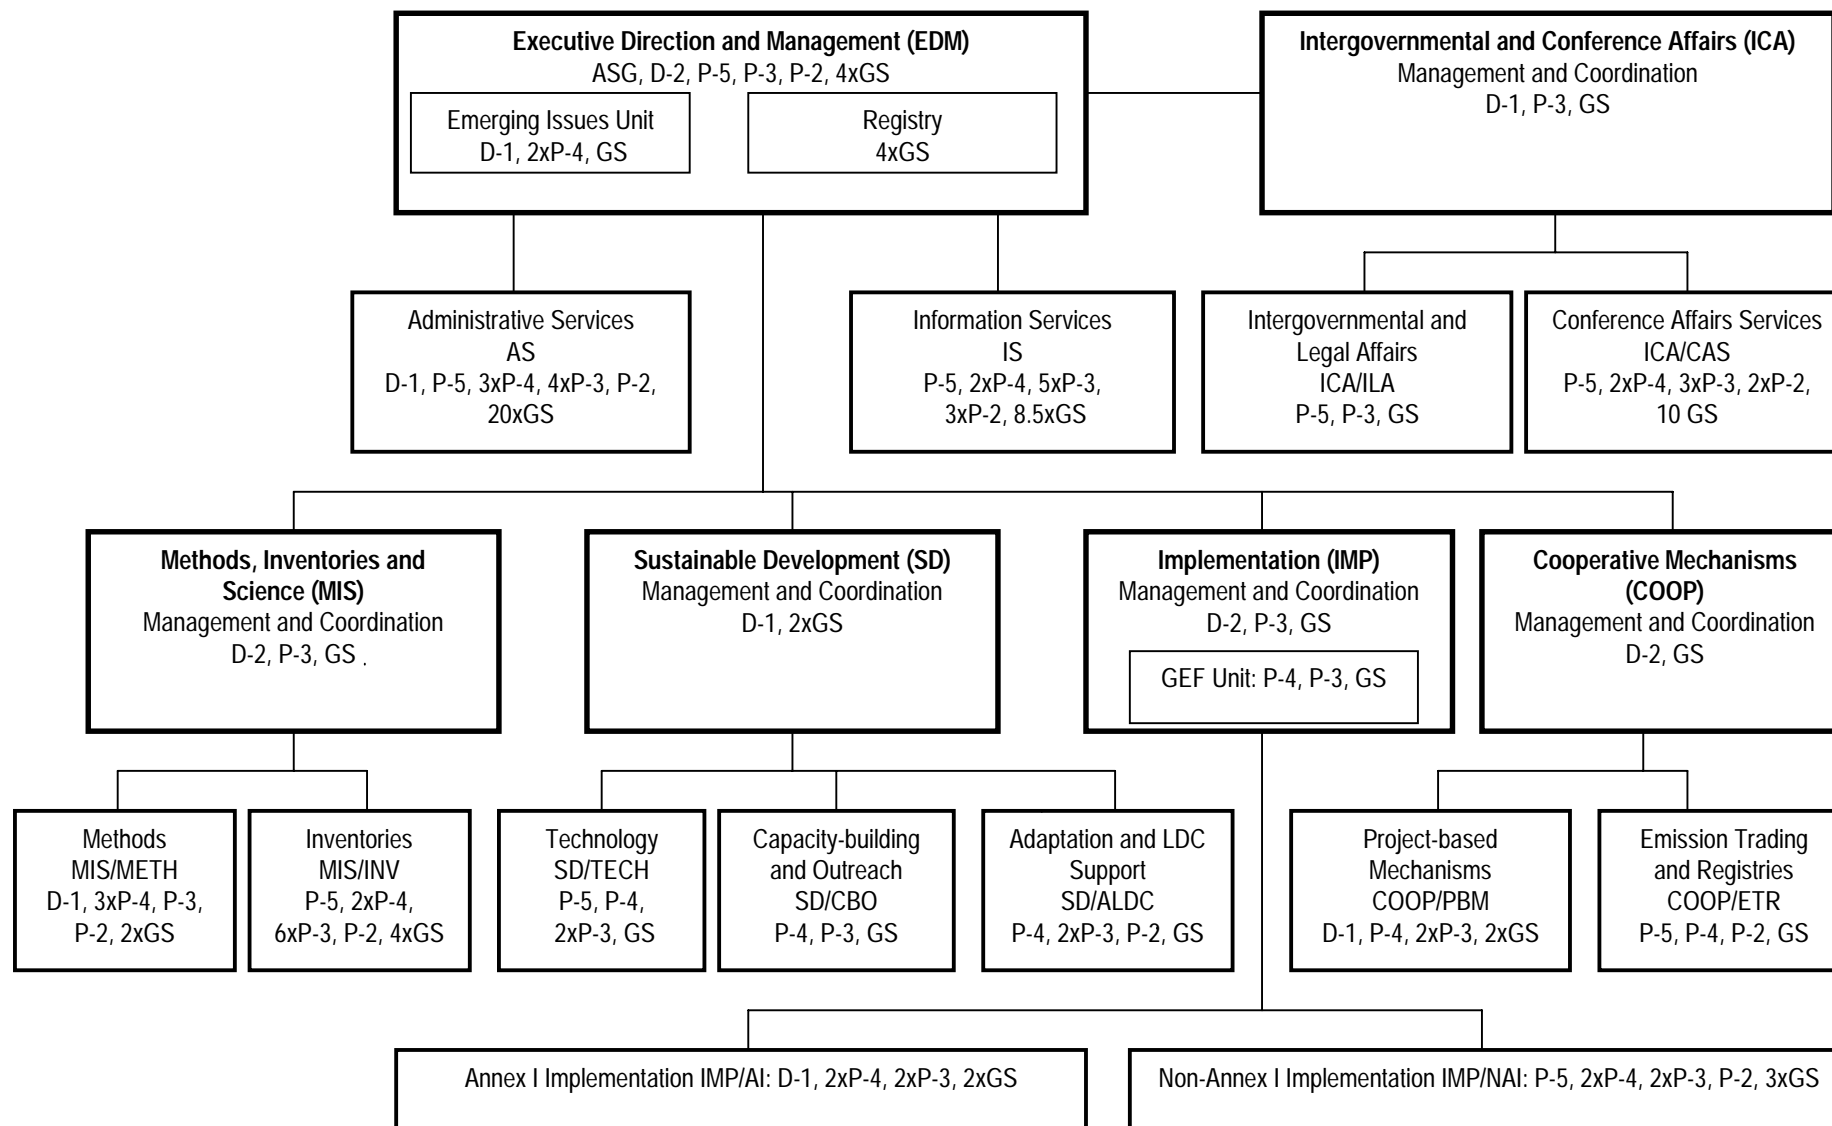 Executive Direction and Management (EDM)
ASG, D-2, P-5, P-3, P-2, 4xGS
Emerging Issues Unit
D-1, 2xP-4, GS
Registry
4xGS
Intergovernmental and Conference Affairs (ICA)
Management and Coordination
D-1, P-3, GS
Administrative Services
AS
D-1, P-5, 3xP-4, 4xP-3, P-2,
20xGS
Information Services
IS
P-5, 2xP-4, 5xP-3,
3xP-2, 8.5xGS
Intergovernmental and
Legal Affairs
ICA/ILA
P-5, P-3, GS
Conference Affairs Services
ICA/CAS
P-5, 2xP-4, 3xP-3, 2xP-2,
10 GS
Methods, Inventories and
Science (MIS)
Management and Coordination
D-2, P-3, GS .
Sustainable Development (SD)
Management and Coordination
D-1, 2xGS
Implementation (IMP)
Management and Coordination
D-2, P-3, GS
GEF Unit: P-4, P-3, GS
Cooperative Mechanisms
(COOP)
Management and Coordination
D-2, GS
Methods
MIS/METH
D-1, 3xP-4, P-3,
P-2, 2xGS
Inventories
MIS/INV
P-5, 2xP-4,
6xP-3, P-2, 4xGS
Technology
SD/TECH
P-5, P-4,
2xP-3, GS
Capacity-building
and Outreach
SD/CBO
P-4, P-3, GS
Adaptation and LDC
Support
SD/ALDC
P-4, 2xP-3, P-2, GS
Project-based
Mechanisms
COOP/PBM
D-1, P-4, 2xP-3, 2xGS
Emission Trading
and Registries
COOP/ETR
P-5, P-4, P-2, GS
Annex I Implementation IMP/AI: D-1, 2xP-4, 2xP-3, 2xGS
Non-Annex I Implementation IMP/NAI: P-5, 2xP-4, 2xP-3, P-2, 3xGS